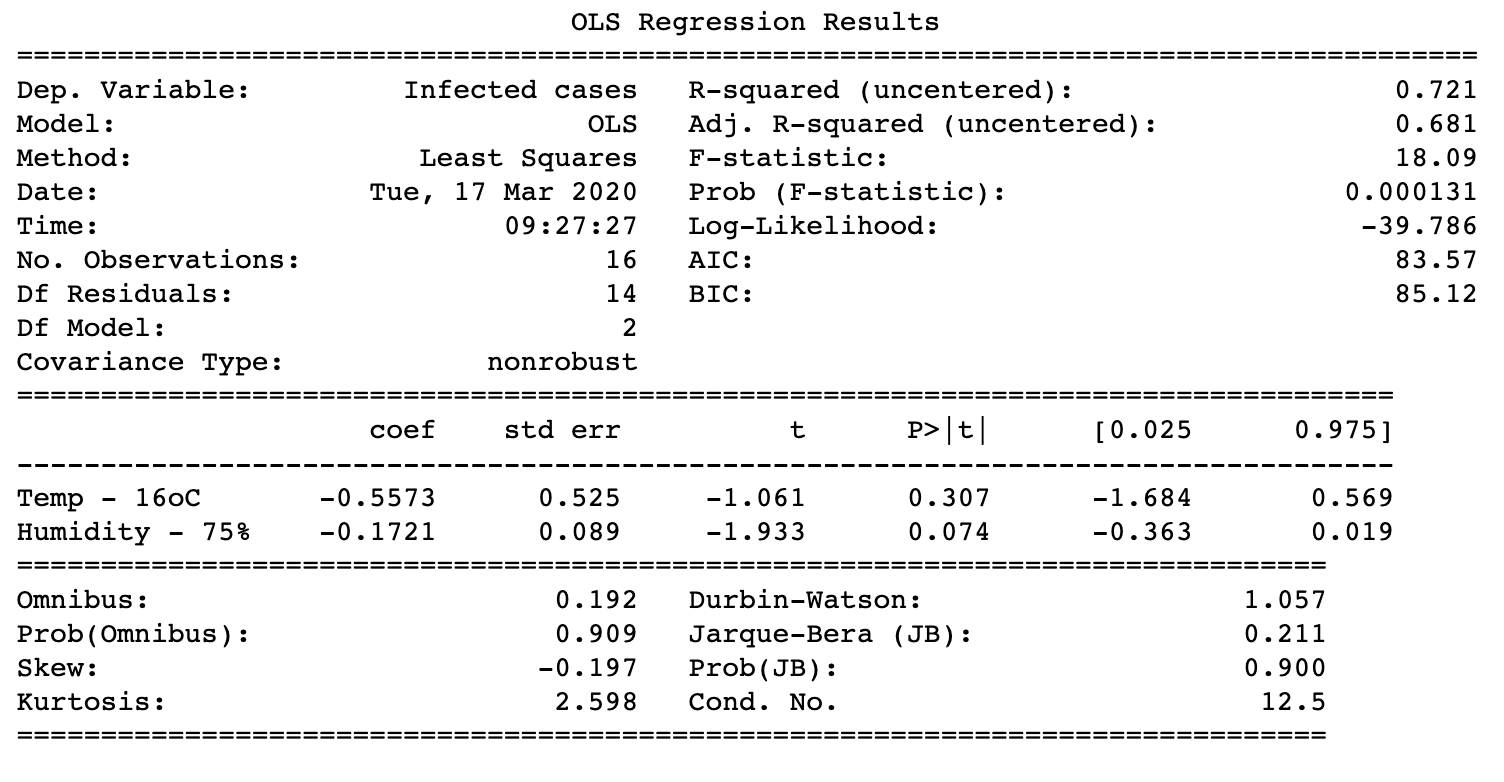 OLS Regression Results
==============================================================================
Dep. Variable: Infected cases R-squared (uncentered): 0.721
Model: OLS Adj. R-squared (uncentered): 0.681
Method: Least Squares F-statistic: 18.09
Date: Tue, 17 Mar 2020 Prob (F-statistic): 0.000131
Time: 09:27:27 Log-Likelihood: -39.786
No. Observations: 16 AIC: 83.57
Df Residuals: 14 BIC: 85.12
Df Model: 2
Covariance Type: nonrobust
==============================================================================
coef std err t P>|t| [0.025 0.975]
------------------------------------------------------------------------------
Temp - 16oC -0.5573 0.525 -1.061 0.307 -1.684 0.569
Humidity - 75% -0.1721 0.089 -1.933 0.074 -0.363 0.019
==============================================================================
Omnibus: 0.192 Durbin-Watson: 1.057
Prob(Omnibus): 0.909 Jarque-Bera (JB): 0.211
Skew: -0.197 Prob(JB): 0.900
Kurtosis: 2.598 Cond. No. 12.5
==============================================================================